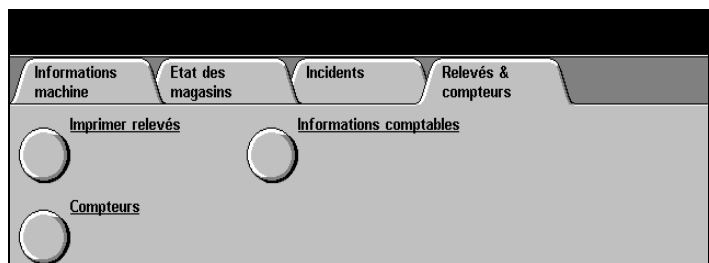 Informations machine
Etat des magasins
Incidents
Relevés & compteurs
Imprimer relevés
Informations comptables
Compteurs